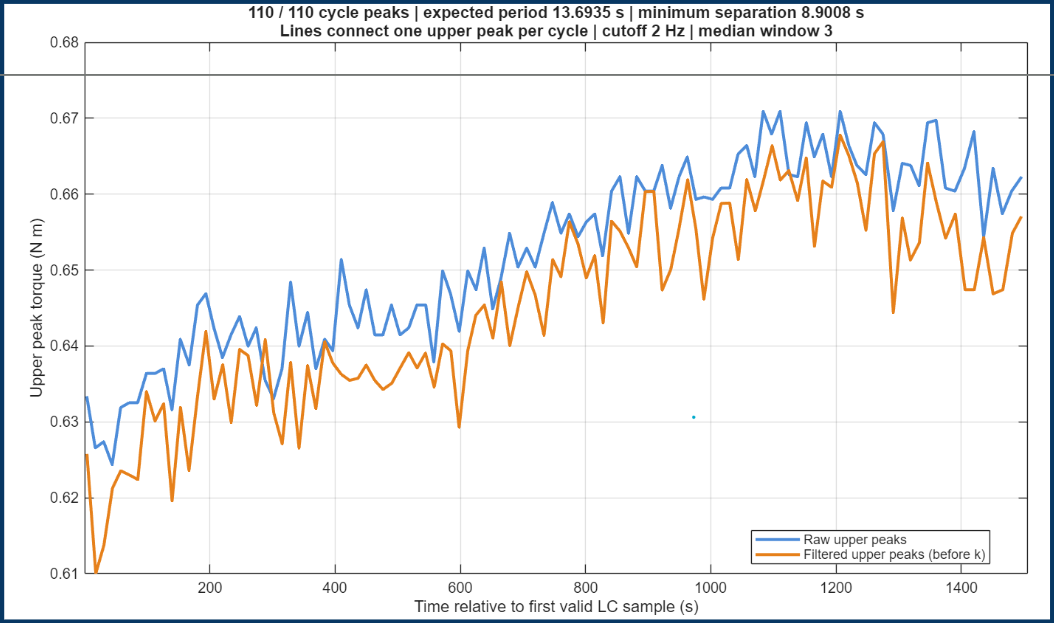 110 / 110 cycle peaks | expected period 13.6935 s | minimum separation 8.9008 s
Lines connect one upper peak per cycle | cutoff 2 Hz | median window 3
0.68
0.67
0.66
0.65
0.64
0.63
0.62
0.61
Upper peak torque (N m)
200
400
600
800
1000
1200
1400
Time relative to first valid LC sample (s)
Raw upper peaks
Filtered upper peaks (before k)